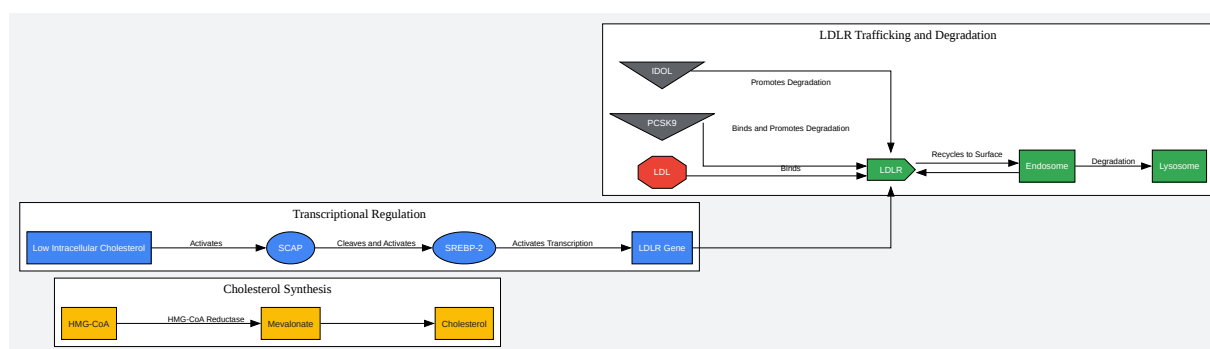 LDLR Trafficking and Degradation
IDOL
Promotes Degradation
PCSK9
Binds and Promotes Degradation
LDL
Binds
LDLR
Recycles to Surface
Endosome
Degradation
Lysosome
Transcriptional Regulation
Low Intracellular Cholesterol
Activates
SCAP
Cleaves and Activates
SREBP-2
Activates Transcription
LDLR Gene
Cholesterol Synthesis
HMG-CoA
HMG-CoA Reductase
Mevalonate
Cholesterol